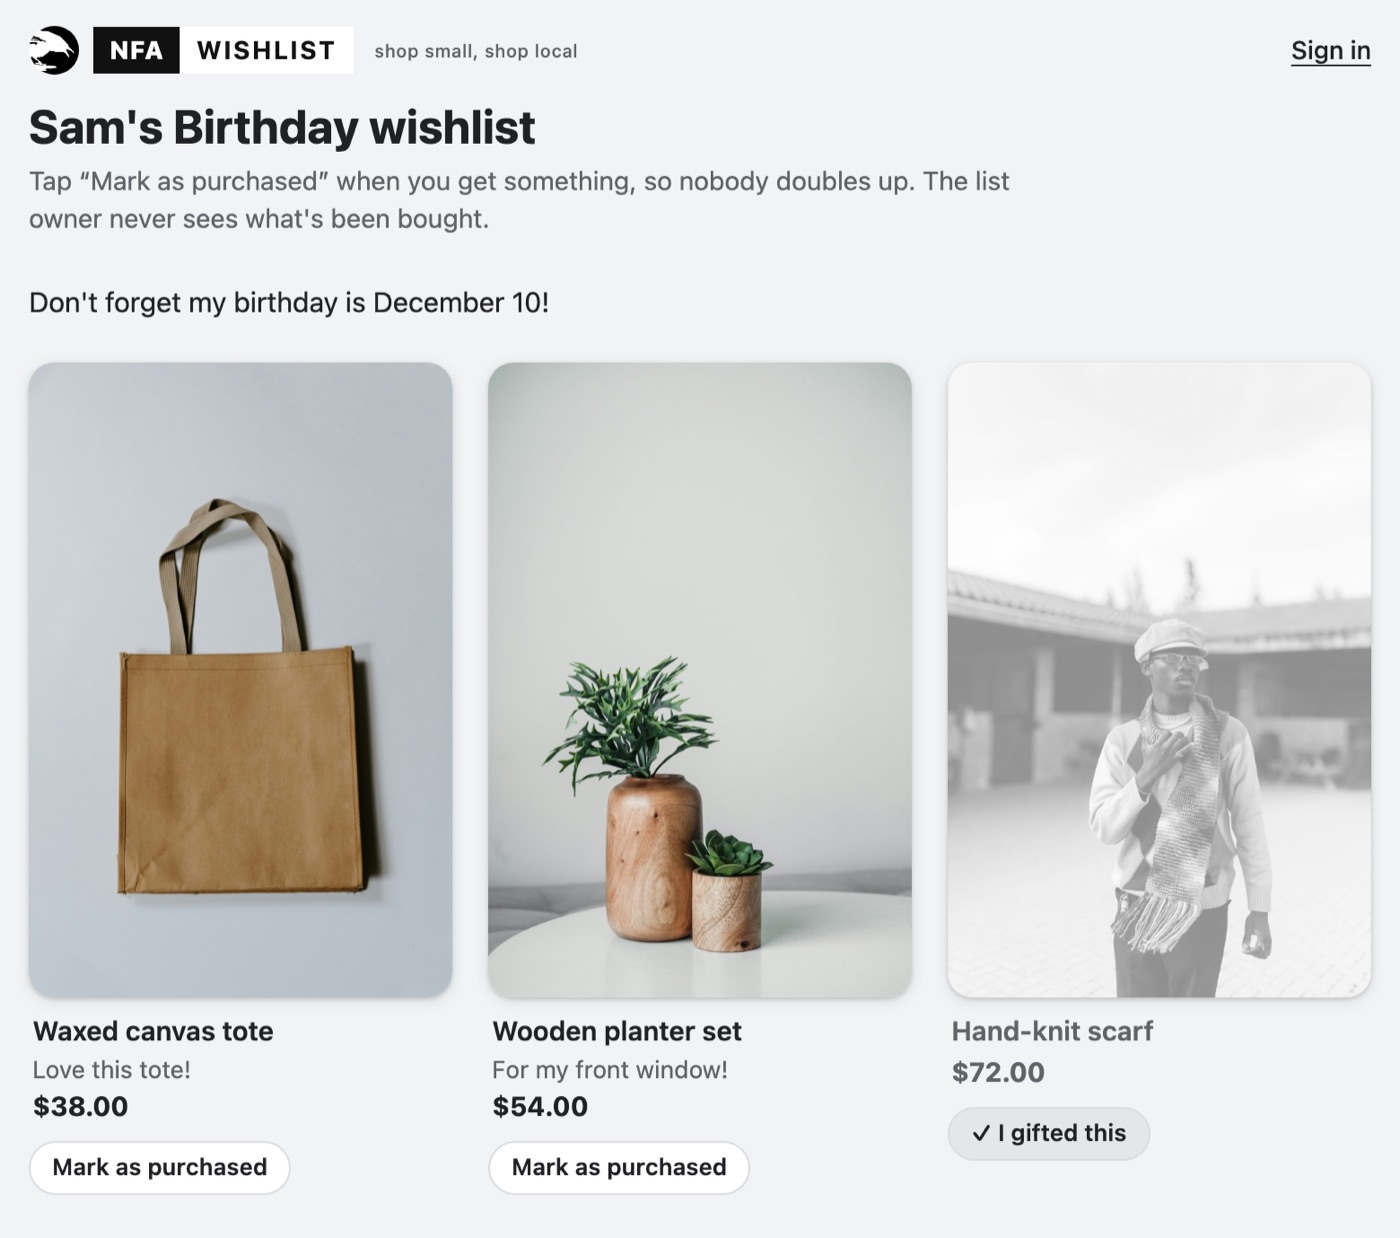 NFA WISHLIST shop small, shop local
Sign in
Sam's Birthday wishlist
Tap “Mark as purchased” when you get something, so nobody doubles up. The list
owner never sees what's been bought.
Don't forget my birthday is December 10!
Waxed canvas tote
Love this tote!
$38.00
Mark as purchased
Wooden planter set
For my front window!
$54.00
Mark as purchased
Hand-knit scarf
$72.00
✓ I gifted this